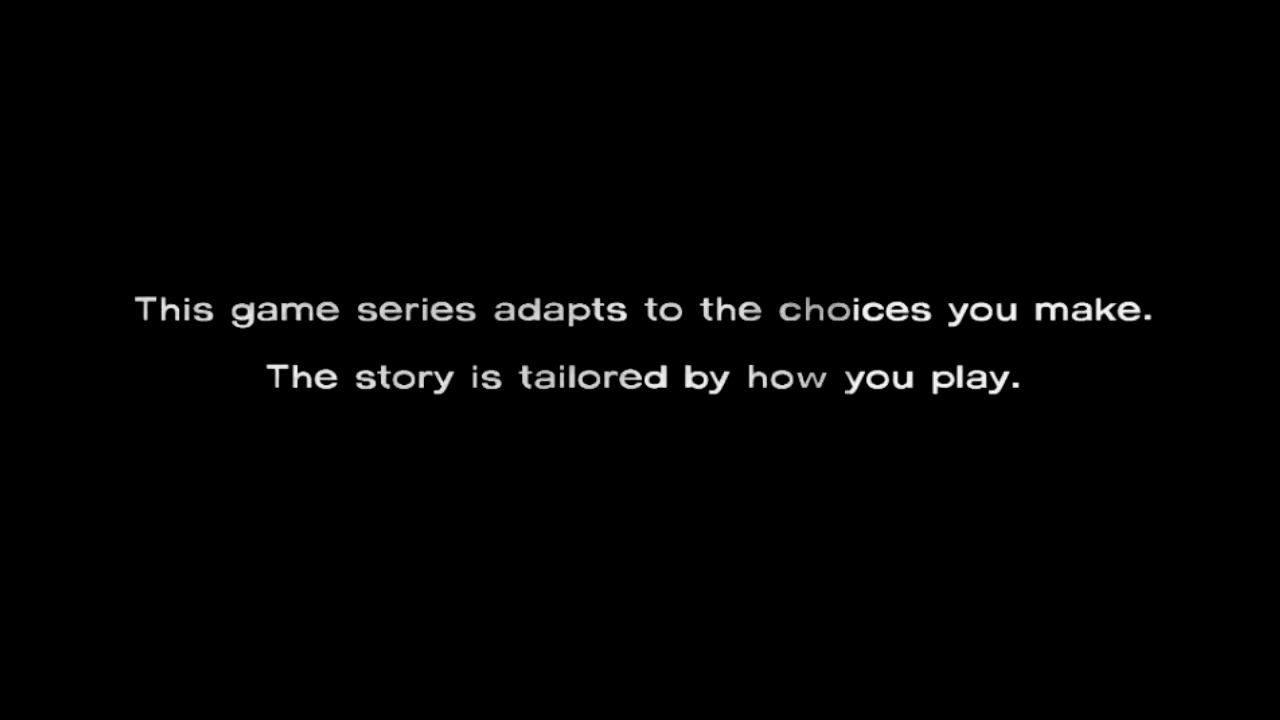 This game series adapts to the choices you make.
The story is tailored by how you play.